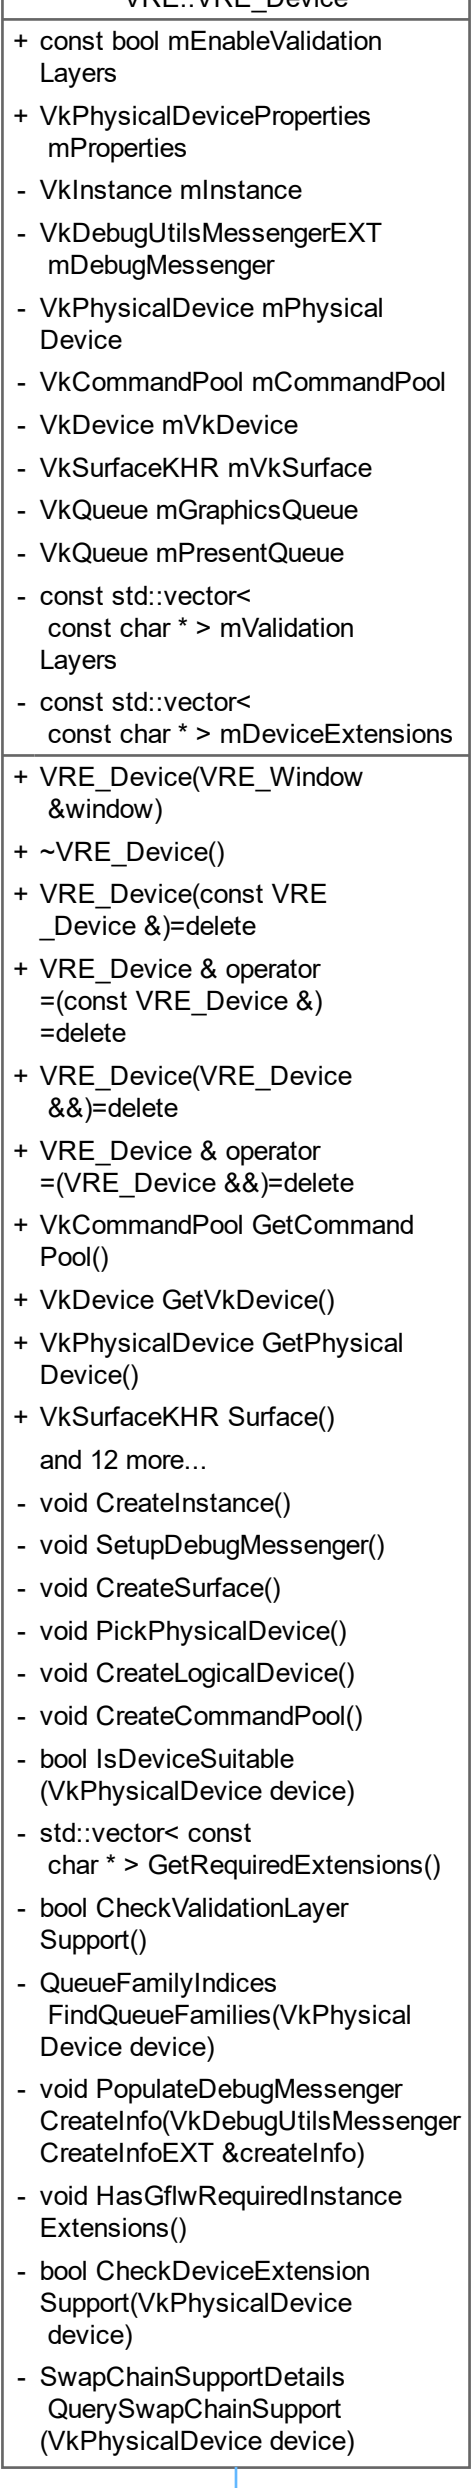 VRE::VRE_Device
+ const bool mEnableValidation
Layers
+ VkPhysicalDeviceProperties
mProperties
- VkInstance mInstance
- VkDebugUtilsMessengerEXT
mDebugMessenger
- VkPhysicalDevice mPhysical
Device
- VkCommandPool mCommandPool
- VkDevice mVkDevice
- VkSurfaceKHR mVkSurface
- VkQueue mGraphicsQueue
- VkQueue mPresentQueue
- const std::vector<
const char * > mValidation
Layers
- const std::vector<
const char * > mDeviceExtensions
+ VRE_Device(VRE_Window
&window)
+ ~VRE_Device()
+ VRE_Device(const VRE
_Device &)=delete
+ VRE_Device & operator
=(const VRE_Device &)
=delete
+ VRE_Device(VRE_Device
&&)=delete
+ VRE_Device & operator
=(VRE_Device &&)=delete
+ VkCommandPool GetCommand
Pool()
+ VkDevice GetVkDevice()
+ VkPhysicalDevice GetPhysical
Device()
+ VkSurfaceKHR Surface()
and 12 more...
- void CreateInstance()
- void SetupDebugMessenger()
- void CreateSurface()
- void PickPhysicalDevice()
- void CreateLogicalDevice()
- void CreateCommandPool()
- bool IsDeviceSuitable
(VkPhysicalDevice device)
- std::vector< const
char * > GetRequiredExtensions()
- bool CheckValidationLayer
Support()
- QueueFamilyIndices
FindQueueFamilies(VkPhysical
Device device)
- void PopulateDebugMessenger
CreateInfo(VkDebugUtilsMessenger
CreateInfoEXT &createInfo)
- void HasGflwRequiredInstance
Extensions()
- bool CheckDeviceExtension
Support(VkPhysicalDevice
device)
- SwapChainSupportDetails
QuerySwapChainSupport
(VkPhysicalDevice device)